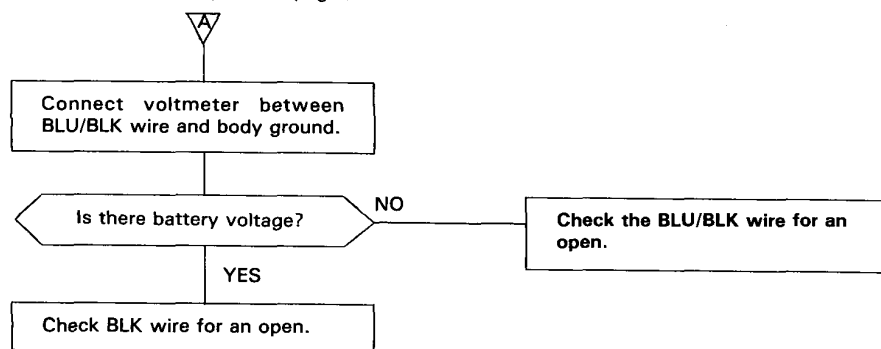 A
Connect voltmeter between
BLU/BLK wire and body ground.
Is there battery voltage?
NO
Check the BLU/BLK wire for an
open.
YES
Check BLK wire for an open.